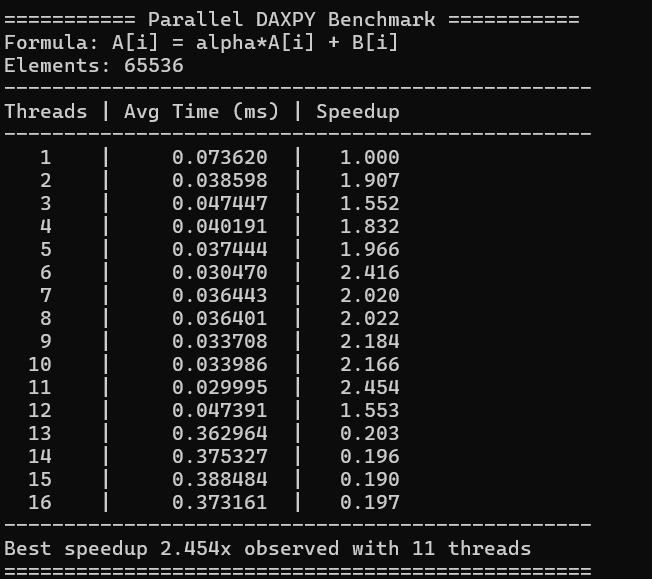 =========== Parallel DAXPY Benchmark ===========
Formula: A[i] = alpha*A[i] + B[i]
Elements: 65536
-------------------------------------------------
Threads | Avg Time (ms) | Speedup
-------------------------------------------------
   1    |     0.073620  |   1.000
   2    |     0.038598  |   1.907
   3    |     0.047447  |   1.552
   4    |     0.040191  |   1.832
   5    |     0.037444  |   1.966
   6    |     0.030470  |   2.416
   7    |     0.036443  |   2.020
   8    |     0.036401  |   2.022
   9    |     0.033708  |   2.184
  10    |     0.033986  |   2.166
  11    |     0.029995  |   2.454
  12    |     0.047391  |   1.553
  13    |     0.362964  |   0.203
  14    |     0.375327  |   0.196
  15    |     0.388484  |   0.190
  16    |     0.373161  |   0.197
-------------------------------------------------
Best speedup 2.454x observed with 11 threads
=================================================